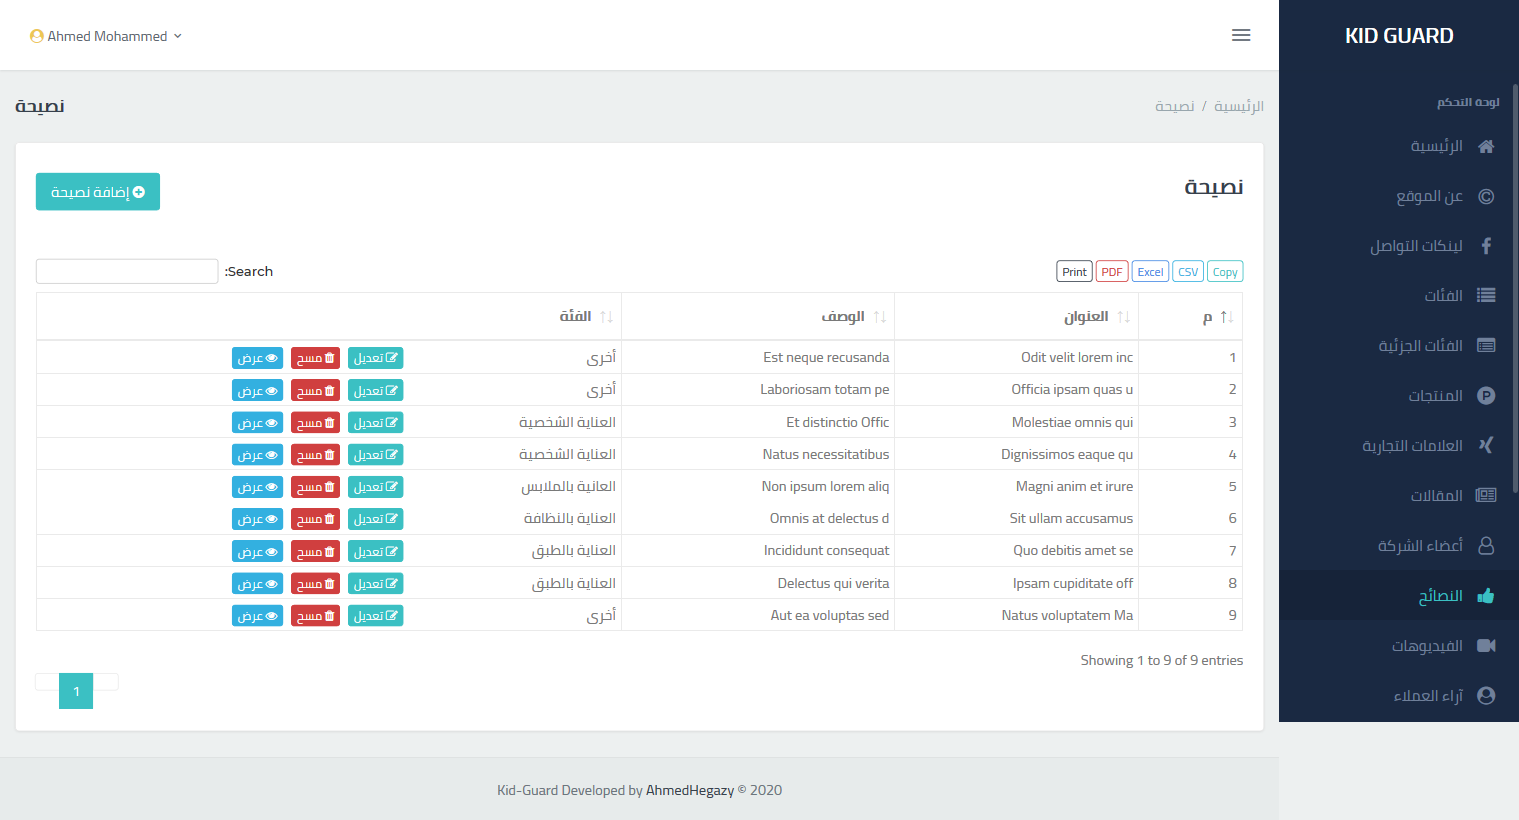 KID GUARD
لوحة التحكم
الرئيسية
عن الموقع
لينكات التواصل
الفئات
الفئات الجزئية
المنتجات
العلامات التجارية
المقالات
أعضاء الشركة
النصائح
الفيديوهات
آراء العملاء
Ahmed Mohammed
الرئيسية / نصيحة
نصيحة
نصيحة
إضافة نصيحة
Copy CSV Excel PDF Print
Search:
م العنوان الوصف الفئة
1 Odit velit lorem inc Est neque recusanda أخرى تعديل مسح عرض
2 Officia ipsam quas u Laboriosam totam pe أخرى تعديل مسح عرض
3 Molestiae omnis qui Et distinctio Offic العناية الشخصية تعديل مسح عرض
4 Dignissimos eaque qu Natus necessitatibus العناية الشخصية تعديل مسح عرض
5 Magni anim et irure Non ipsum lorem aliq العانية بالملابس تعديل مسح عرض
6 Sit ullam accusamus Omnis at delectus d العناية بالنظافة تعديل مسح عرض
7 Quo debitis amet se Incididunt consequat العناية بالطبق تعديل مسح عرض
8 Ipsam cupiditate off Delectus qui verita العناية بالطبق تعديل مسح عرض
9 Natus voluptatem Ma Aut ea voluptas sed أخرى تعديل مسح عرض
Showing 1 to 9 of 9 entries
1
Kid-Guard Developed by AhmedHegazy © 2020